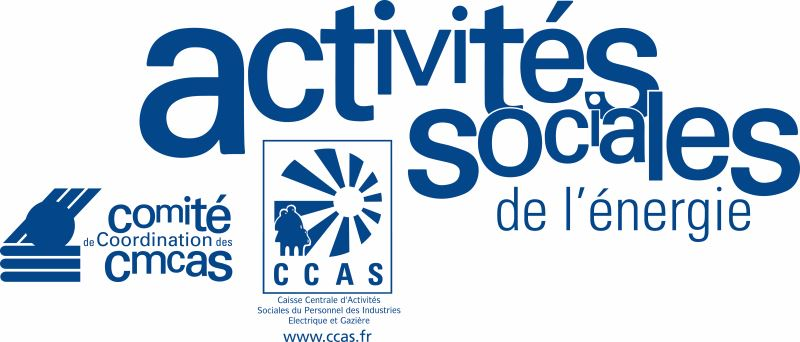 activités
sociales
de l'énergie
comité
de Coordination des
cmcas
CCAS
Caisse Centrale d'Activités
Sociales du Personnel des Industries
Electrique et Gazière
www.ccas.fr